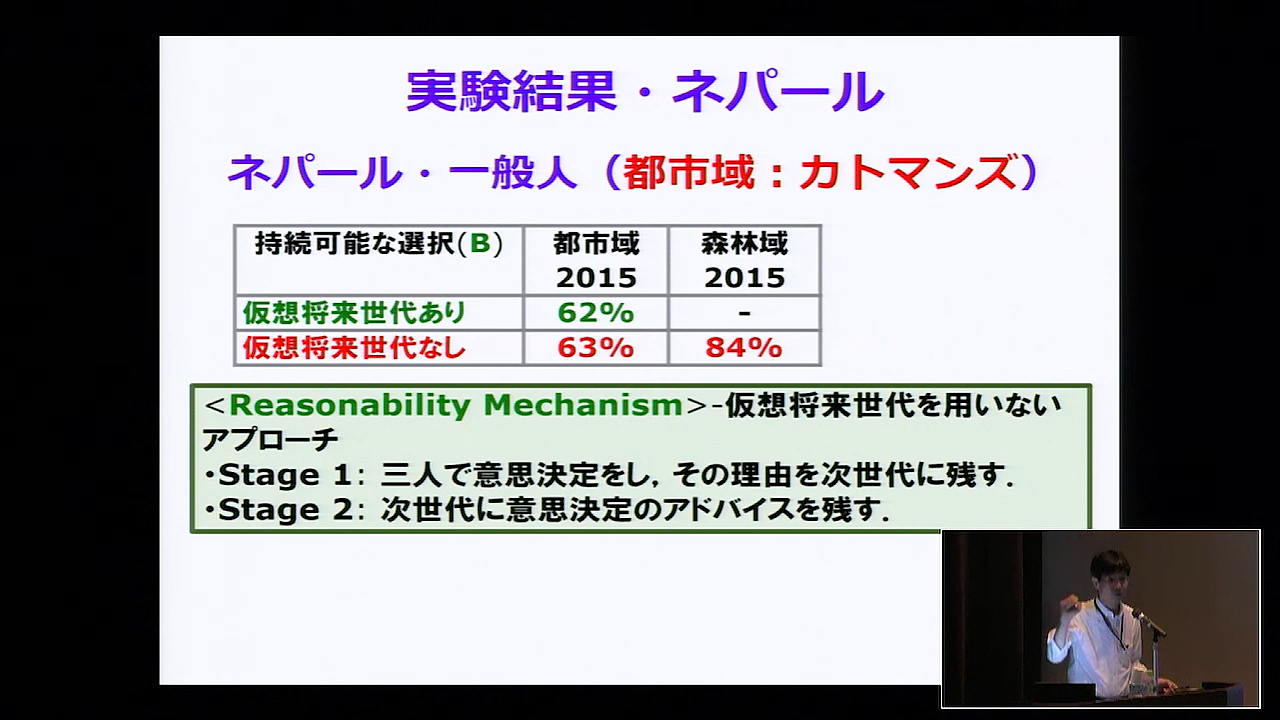 実験結果・ネパール
ネパール・一般人（都市域：カトマンズ）
持続可能な選択(B) 都市域 2015 森林域 2015
仮想将来世代あり 62% -
仮想将来世代なし 63% 84%
<Reasonability Mechanism>-仮想将来世代を用いない
アプローチ
・Stage 1: 三人で意思決定をし，その理由を次世代に残す．
・Stage 2: 次世代に意思決定のアドバイスを残す．